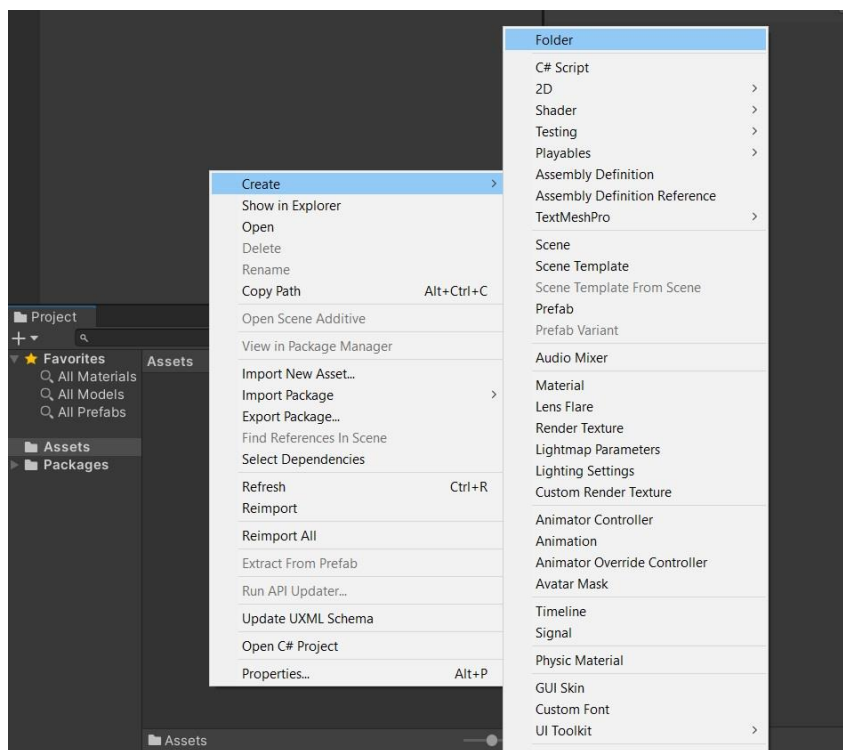 Project
Favorites
All Materials
All Models
All Prefabs
Assets
Packages
Assets
Assets
Create
Show in Explorer
Open
Delete
Rename
Copy Path Alt+Ctrl+C
Open Scene Additive
View in Package Manager
Import New Asset...
Import Package
Export Package...
Find References In Scene
Select Dependencies
Refresh Ctrl+R
Reimport
Reimport All
Extract From Prefab
Run API Updater...
Update UXML Schema
Open C# Project
Properties... Alt+P
Folder
C# Script
2D
Shader
Testing
Playables
Assembly Definition
Assembly Definition Reference
TextMeshPro
Scene
Scene Template
Scene Template From Scene
Prefab
Prefab Variant
Audio Mixer
Material
Lens Flare
Render Texture
Lightmap Parameters
Lighting Settings
Custom Render Texture
Animator Controller
Animation
Animator Override Controller
Avatar Mask
Timeline
Signal
Physic Material
GUI Skin
Custom Font
UI Toolkit